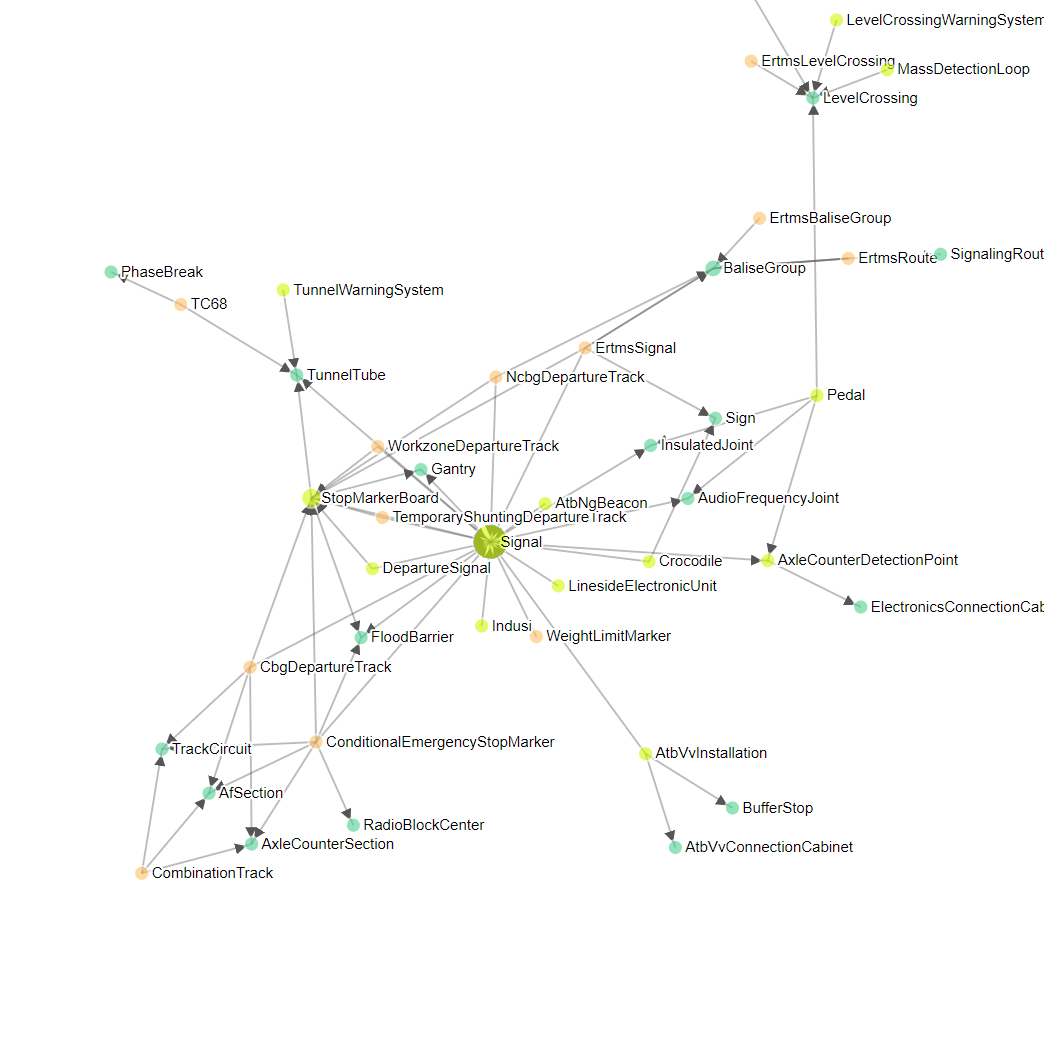 LevelCrossingWarningSystem
ErtmsLevelCrossing
MassDetectionLoop
LevelCrossing
ErtmsBaliseGroup
SignalingRout
ErtmsRoute
BaliseGroup
PhaseBreak
TunnelWarningSystem
TC68
ErtmsSignal
TunnelTube
NcbgDepartureTrack
Pedal
Sign
WorkzoneDepartureTrack
InsulatedJoint
Gantry
StopMarkerBoard
AudioFrequencyJoint
AtbNgBeacon
TemporaryShuntingDepartureTrack
Signal
Crocodile
AxleCounterDetectionPoint
DepartureSignal
LinesideElectronicUnit
ElectronicsConnectionCab
Indusi
FloodBarrier
WeightLimitMarker
CbgDepartureTrack
ConditionalEmergencyStopMarker
TrackCircuit
AtbVvInstallation
AfSection
BufferStop
RadioBlockCenter
AxleCounterSection
AtbVvConnectionCabinet
CombinationTrack